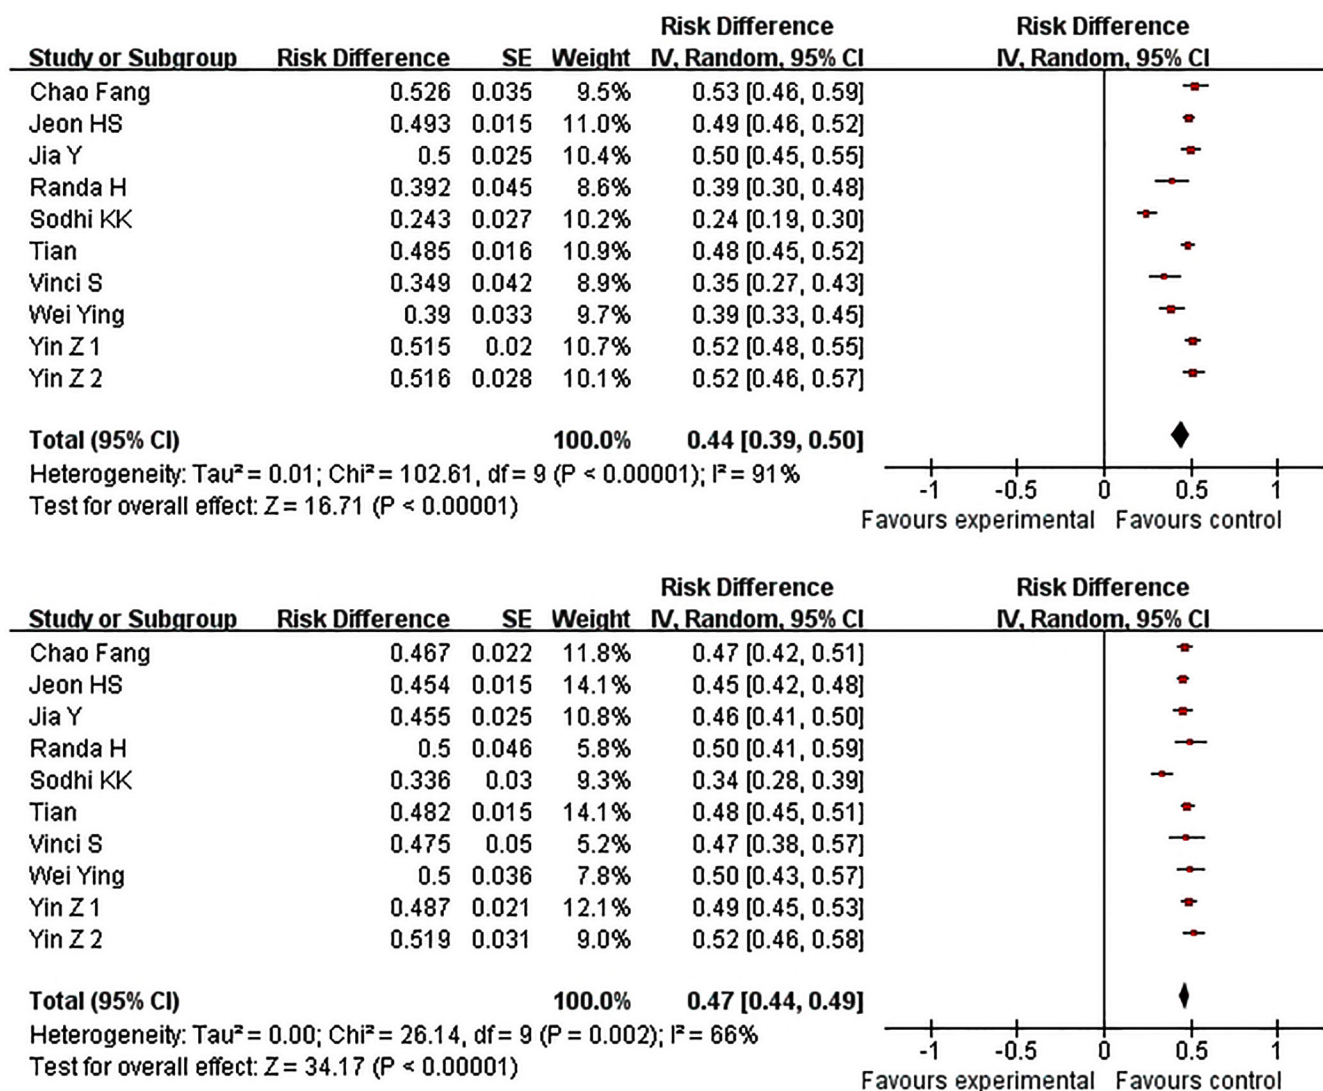 Risk Difference Risk Difference
Study or Subgroup Risk Difference SE Weight IV, Random, 95% CI IV, Random, 95% CI
Chao Fang 0.526 0.035 9.5% 0.53 [0.46, 0.59]
Jeon HS 0.493 0.015 11.0% 0.49 [0.46, 0.52]
Jia Y 0.5 0.025 10.4% 0.50 [0.45, 0.55]
Randa H 0.392 0.045 8.6% 0.39 [0.30, 0.48]
Sodhi KK 0.243 0.027 10.2% 0.24 [0.19, 0.30]
Tian 0.485 0.016 10.9% 0.48 [0.45, 0.52]
Vinci S 0.349 0.042 8.9% 0.35 [0.27, 0.43]
Wei Ying 0.39 0.033 9.7% 0.39 [0.33, 0.45]
Yin Z 1 0.515 0.02 10.7% 0.52 [0.48, 0.55]
Yin Z 2 0.516 0.028 10.1% 0.52 [0.46, 0.57]
Total (95% CI) 100.0% 0.44 [0.39, 0.50]
Heterogeneity: Tau² = 0.01; Chi² = 102.61, df = 9 (P < 0.00001); I² = 91%
-1 -0.5 0 0.5 1
Test for overall effect: Z = 16.71 (P < 0.00001)
Favours experimental Favours control
Risk Difference Risk Difference
Study or Subgroup Risk Difference SE Weight IV, Random, 95% CI IV, Random, 95% CI
Chao Fang 0.467 0.022 11.8% 0.47 [0.42, 0.51]
Jeon HS 0.454 0.015 14.1% 0.45 [0.42, 0.48]
Jia Y 0.455 0.025 10.8% 0.46 [0.41, 0.50]
Randa H 0.5 0.046 5.8% 0.50 [0.41, 0.59]
Sodhi KK 0.336 0.03 9.3% 0.34 [0.28, 0.39]
Tian 0.482 0.015 14.1% 0.48 [0.45, 0.51]
Vinci S 0.475 0.05 5.2% 0.47 [0.38, 0.57]
Wei Ying 0.5 0.036 7.8% 0.50 [0.43, 0.57]
Yin Z 1 0.487 0.021 12.1% 0.49 [0.45, 0.53]
Yin Z 2 0.519 0.031 9.0% 0.52 [0.46, 0.58]
Total (95% CI) 100.0% 0.47 [0.44, 0.49]
Heterogeneity: Tau² = 0.00; Chi² = 26.14, df = 9 (P = 0.002); I² = 66%
-1 -0.5 0 0.5 1
Test for overall effect: Z = 34.17 (P < 0.00001)
Favours experimental Favours control